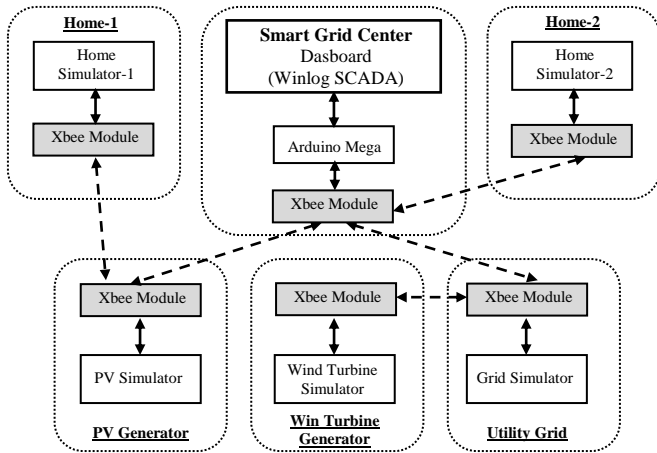 Home-1
Home
Simulator-1
Xbee Module
Smart Grid Center
Dasboard
(Winlog SCADA)
Arduino Mega
Xbee Module
Home-2
Home
Simulator-2
Xbee Module
Xbee Module
PV Simulator
PV Generator
Xbee Module
Wind Turbine
Simulator
Win Turbine
Generator
Xbee Module
Grid Simulator
Utility Grid